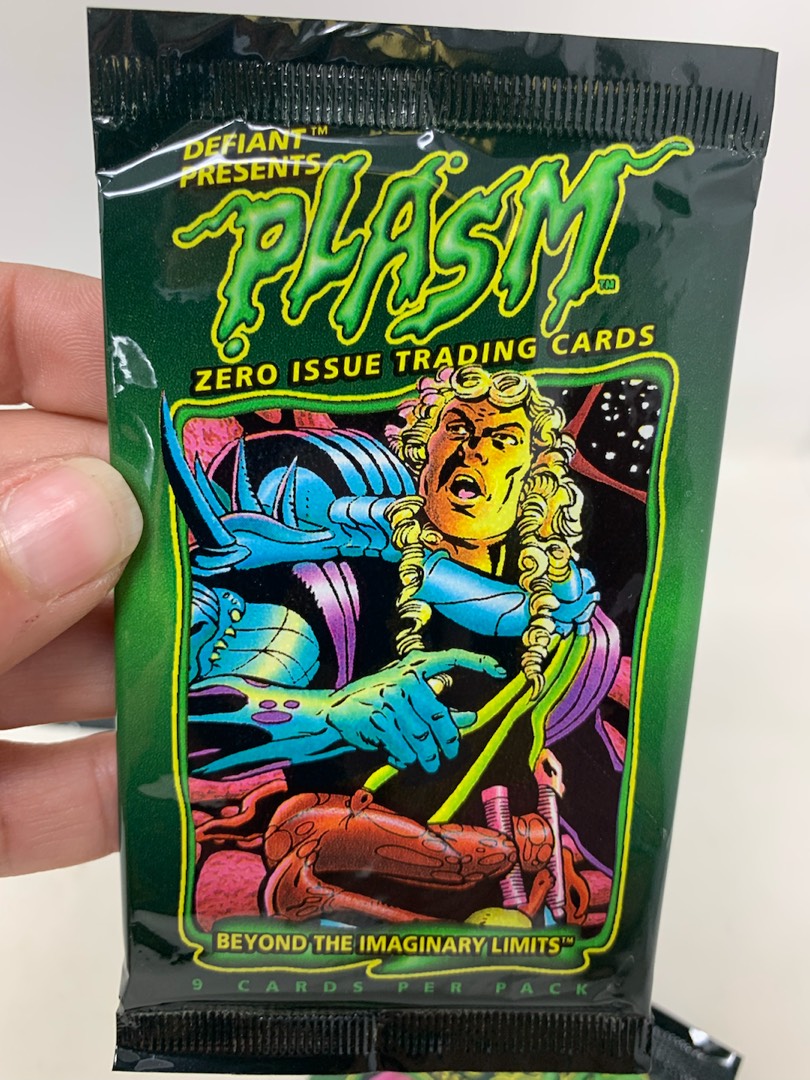 DEFIANT™
PRESENTS
PLASM™
ZERO ISSUE TRADING CARDS
BEYOND THE IMAGINARY LIMITS™
9 CARDS PER PACK